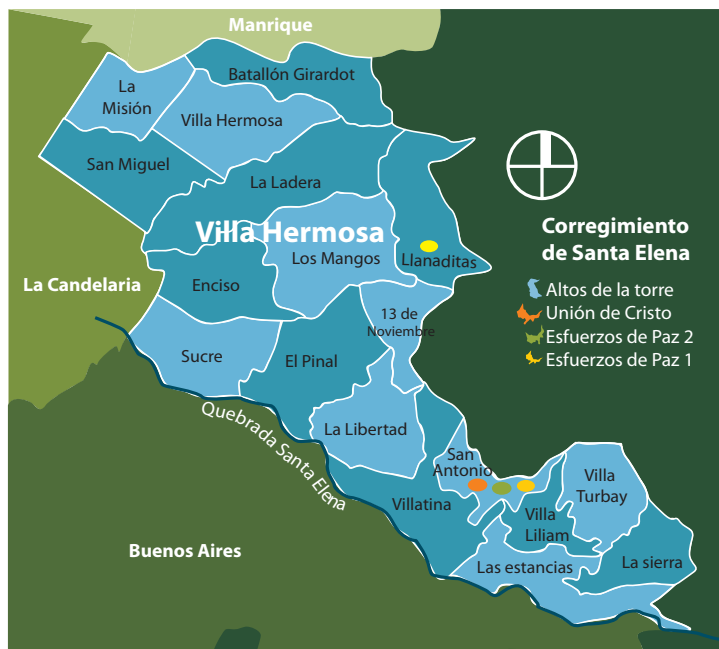 Manrique
Batallón Girardot
La
Misión
Villa Hermosa
San Miguel
La Ladera
Villa Hermosa
Corregimiento
de Santa Elena
Los Mangos
Llanaditas
La Candelaria
Enciso
Altos de la torre
Unión de Cristo
Esfuerzos de Paz 2
Esfuerzos de Paz 1
13 de
Noviembre
Sucre
El Pinal
Quebrada Santa Elena
La Libertad
San
Antonio
Villa
Turbay
Villatina
Villa
Liliam
Buenos Aires
Las estancias
La sierra